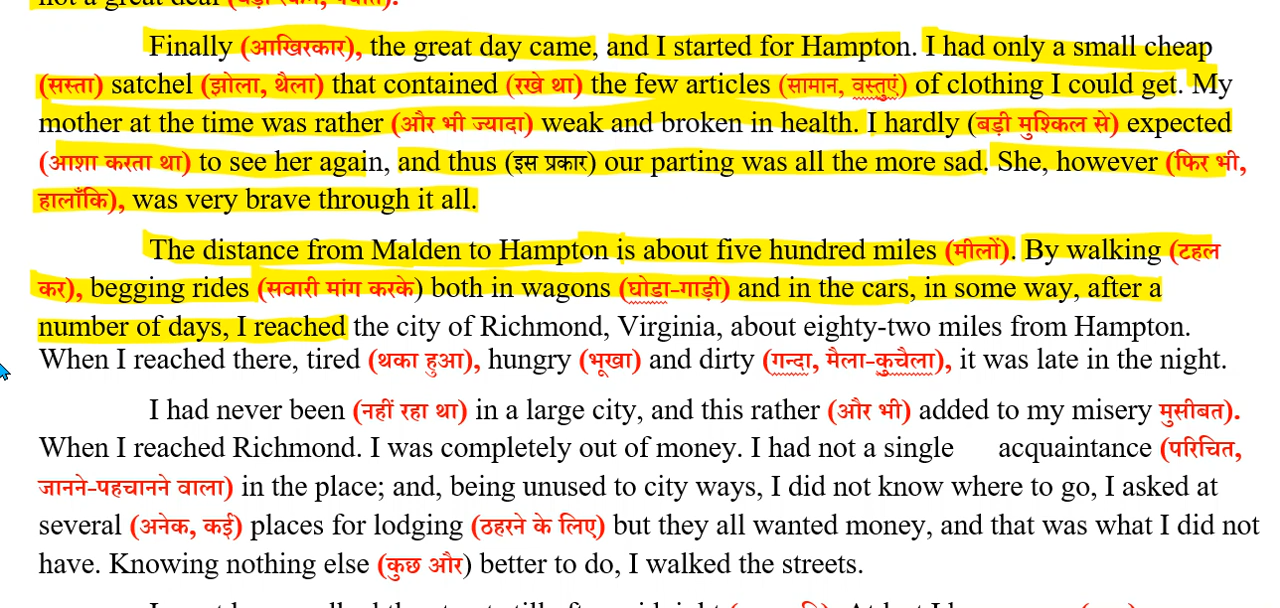 not a great deal
Finally (आखिरकार), the great day came, and I started for Hampton. I had only a small cheap
(सस्ता) satchel (झोला, थैला) that contained (रखे था) the few articles (सामान, वस्तुएं) of clothing I could get. My
mother at the time was rather (और भी ज्यादा) weak and broken in health. I hardly (बड़ी मुश्किल से) expected
(आशा करता था) to see her again, and thus (इस प्रकार) our parting was all the more sad. She, however (फिर भी,
हालाँकि), was very brave through it all.
The distance from Malden to Hampton is about five hundred miles (मीलों). By walking (टहल
कर), begging rides (सवारी मांग करके) both in wagons (घोडा-गाड़ी) and in the cars, in some way, after a
number of days, I reached the city of Richmond, Virginia, about eighty-two miles from Hampton.
When I reached there, tired (थका हुआ), hungry (भूखा) and dirty (गन्दा, मैला-कुचैला), it was late in the night.
I had never been (नहीं रहा था) in a large city, and this rather (और भी) added to my misery मुसीबत).
When I reached Richmond. I was completely out of money. I had not a single acquaintance (परिचित,
जानने-पहचानने वाला) in the place; and, being unused to city ways, I did not know where to go, I asked at
several (अनेक, कई) places for lodging (ठहरने के लिए) but they all wanted money, and that was what I did not
have. Knowing nothing else (कुछ और) better to do, I walked the streets.